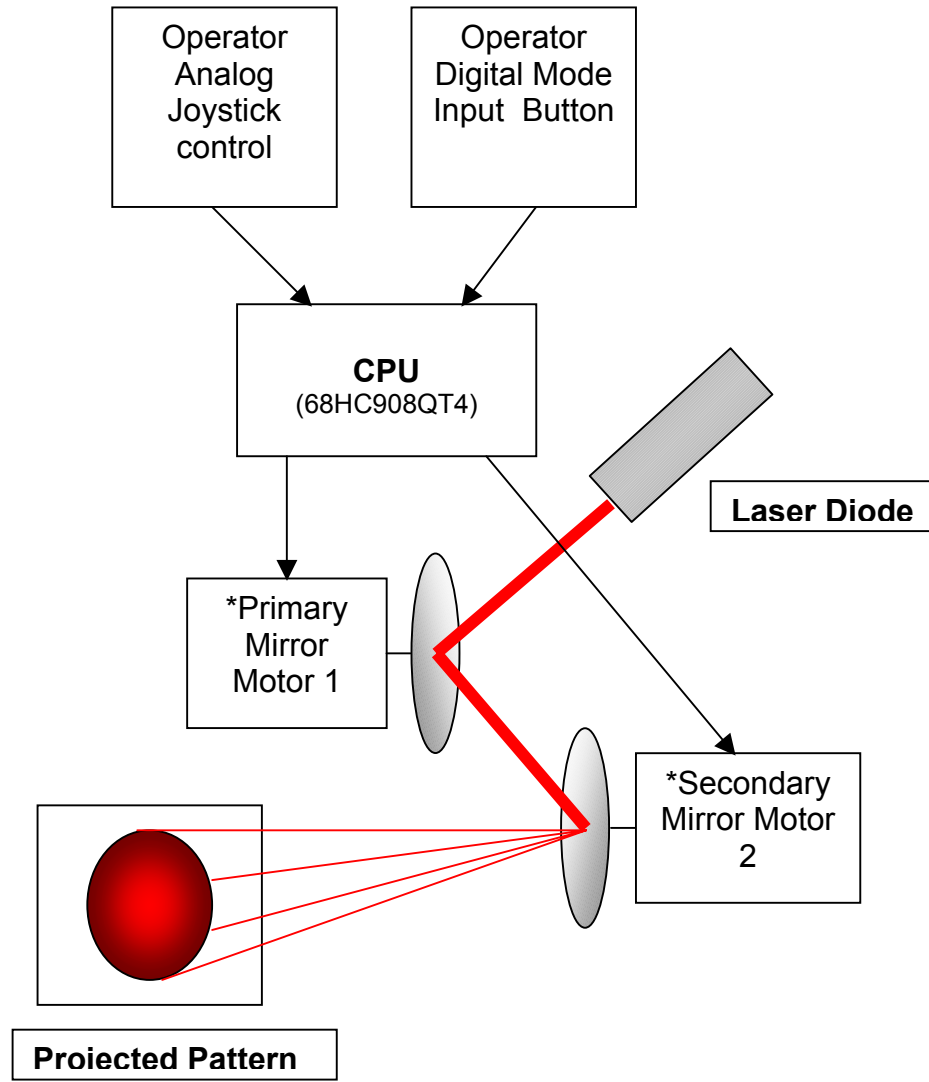 Operator
Analog
Joystick
control
Operator
Digital Mode
Input Button
CPU
(68HC908QT4)
Laser Diode
*Primary
Mirror
Motor 1
*Secondary
Mirror Motor
2
Projected Pattern